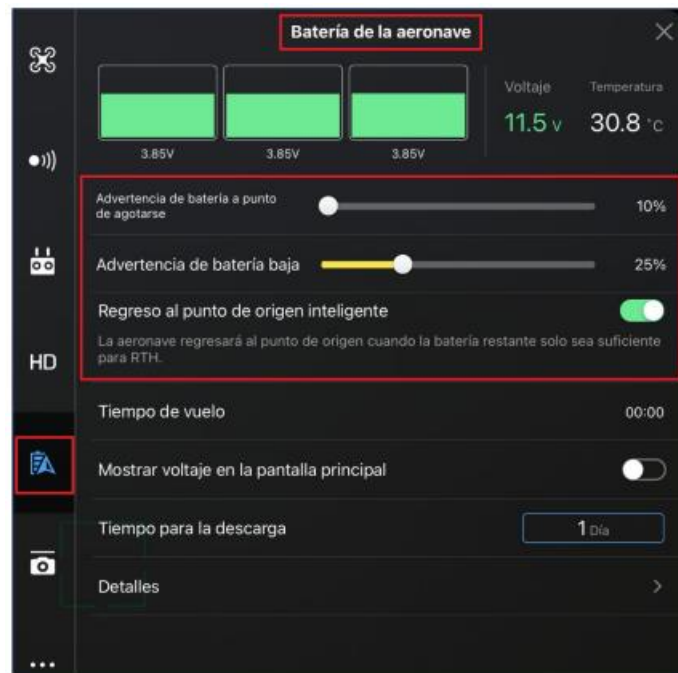 Batería de la aeronave
Voltaje Temperatura
11.5 V 30.8 °C
3.85V 3.85V 3.85V
Advertencia de batería a punto
de agotarse
10%
Advertencia de batería baja 25%
Regreso al punto de origen inteligente
La aeronave regresará al punto de origen cuando la batería restante solo sea suficiente
para RTH.
HD
Tiempo de vuelo 00:00
Mostrar voltaje en la pantalla principal
Tiempo para la descarga 1 Día
Detalles